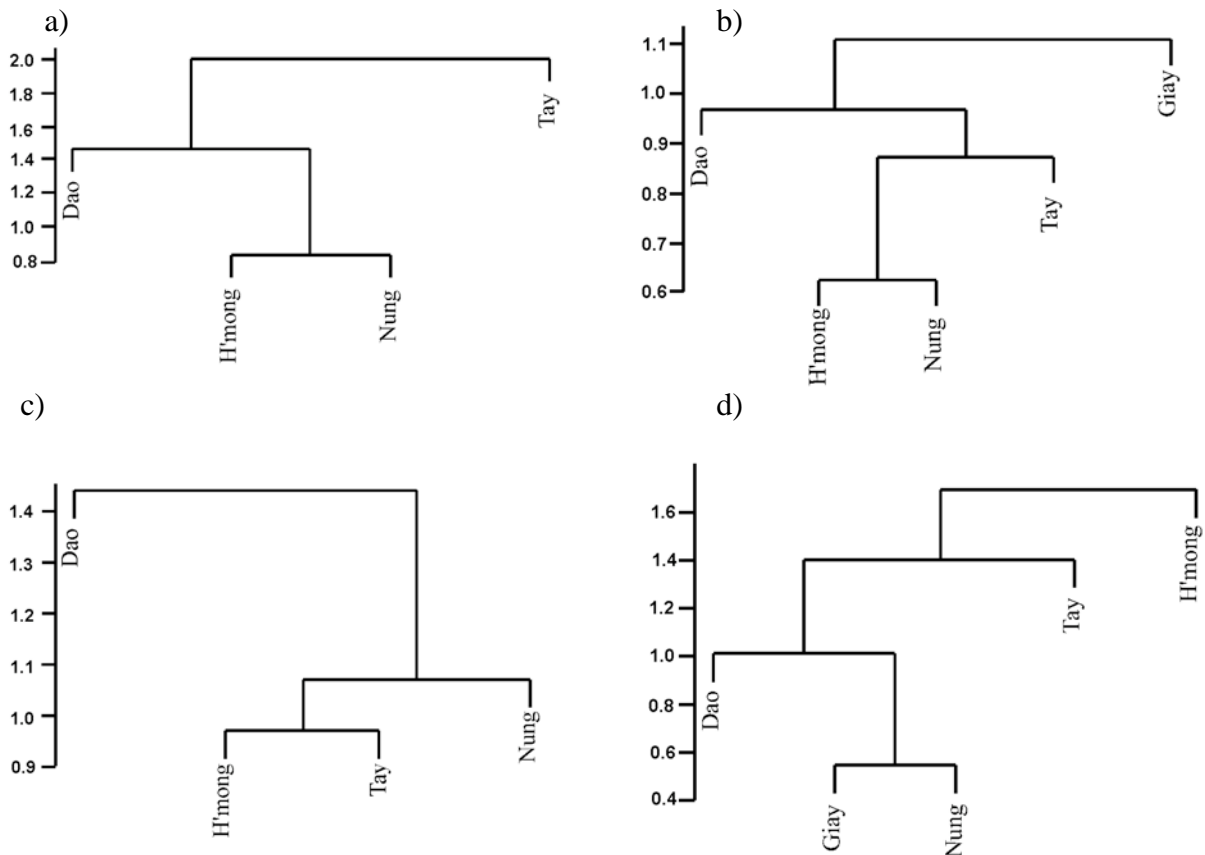 a)
2.0
1.8
1.6
1.4
1.2
1.0
0.8
Dao
H'mong
Nung
Tay
b)
1.1
1.0
0.9
0.8
0.7
0.6
Dao
H'mong
Nung
Tay
Giay
c)
1.4
1.3
1.2
1.1
1.0
0.9
Dao
H'mong
Tay
Nung
d)
1.6
1.4
1.2
1.0
0.8
0.6
0.4
Dao
Giay
Nung
Tay
H'mong